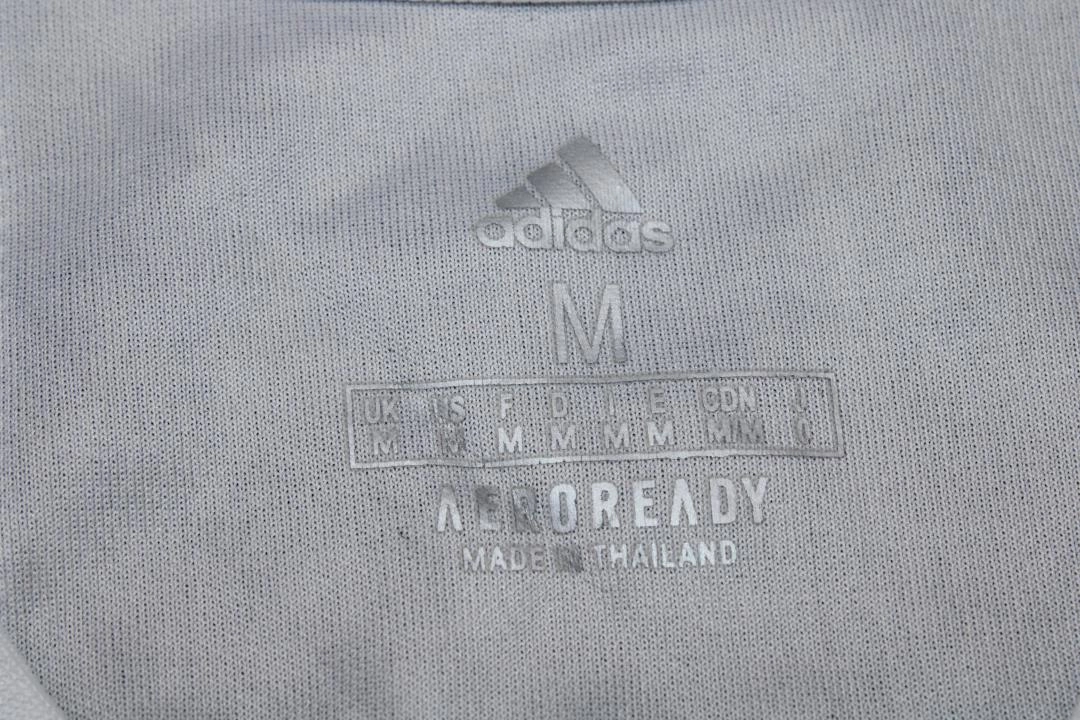 adidas
M
UK US F D I E CDN J
M M M M M M M/M O
AEROREADY
MADE IN THAILAND